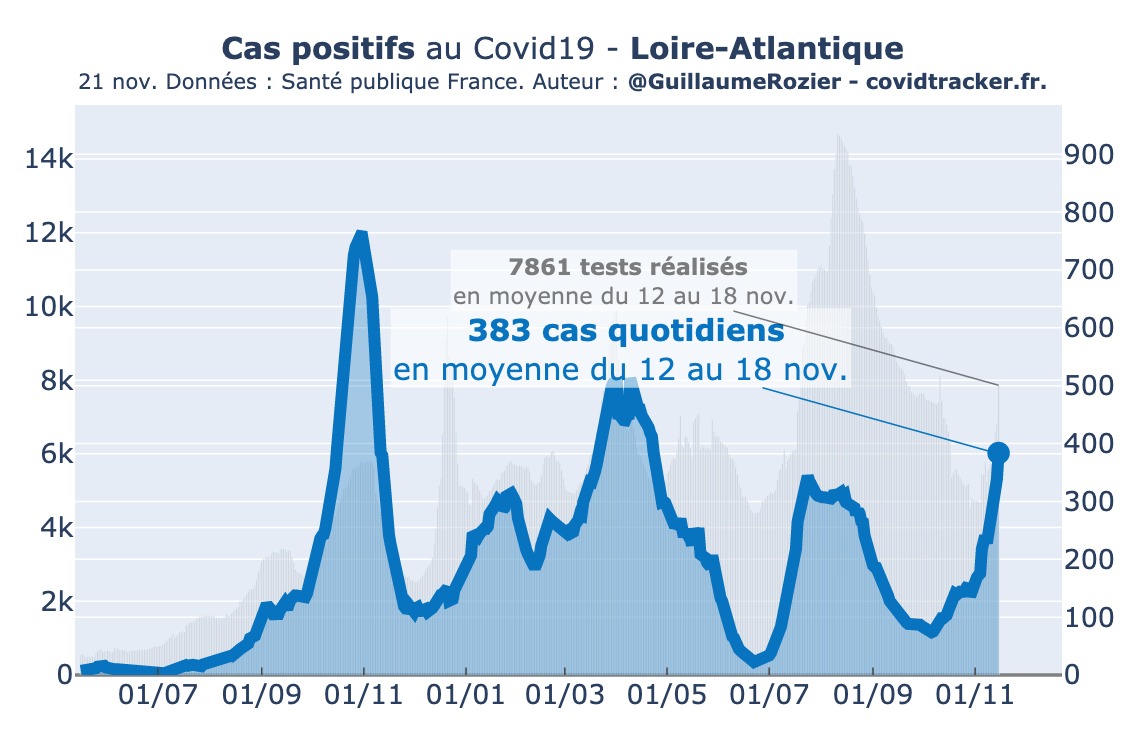 Cas positifs au Covid19 - Loire-Atlantique
21 nov. Données : Santé publique France. Auteur : @GuillaumeRozier - covidtracker.fr.
14k
12k
10k
8k
6k
4k
2k
0
900
800
700
600
500
400
300
200
100
0
7861 tests réalisés
en moyenne du 12 au 18 nov.
383 cas quotidiens
en moyenne du 12 au 18 nov.
01/07 01/09 01/11 01/01 01/03 01/05 01/07 01/09 01/11